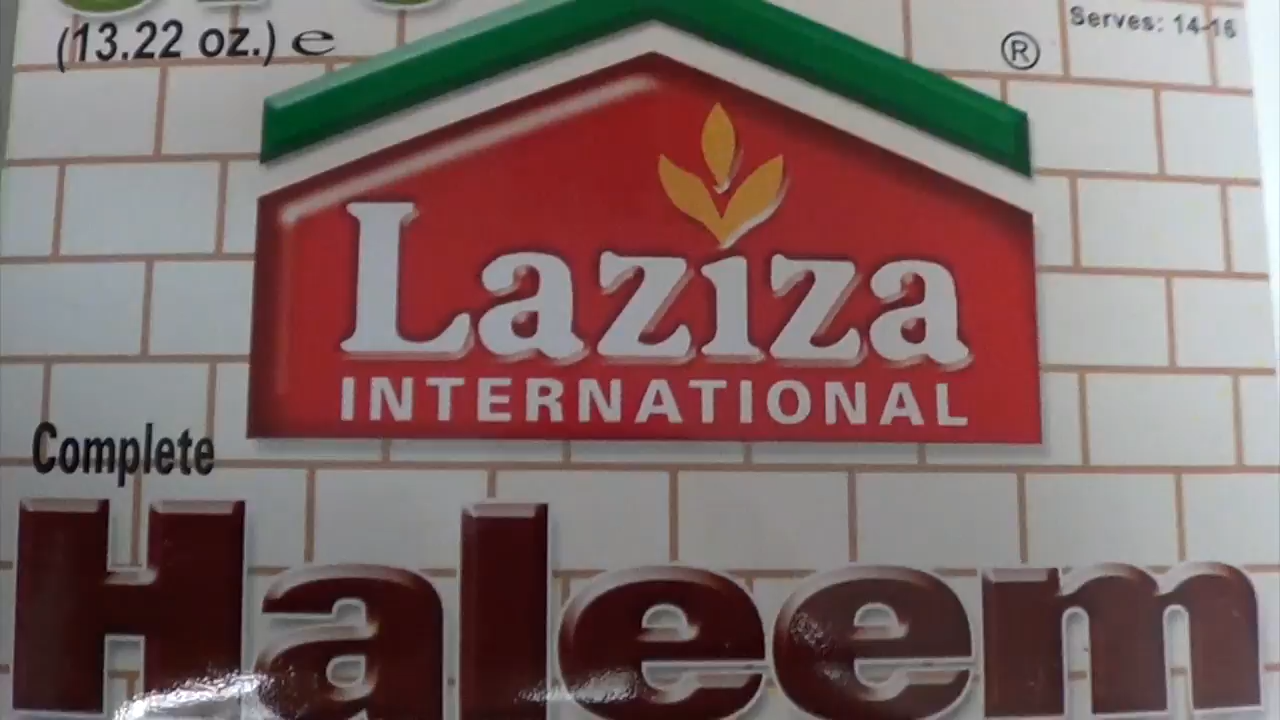 (13.22 oz.) e
Serves: 14-16
®
Laziza
INTERNATIONAL
Complete
Haleem